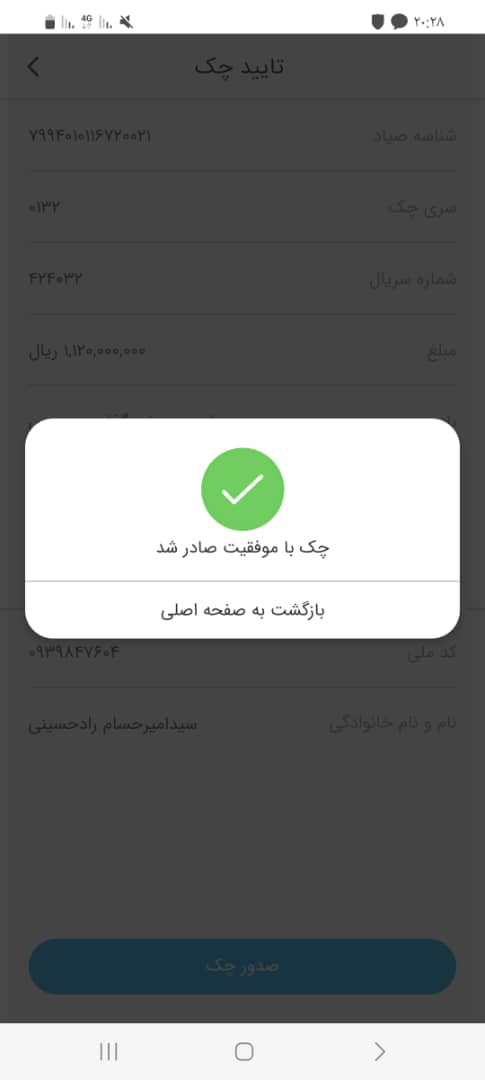 ۲۰:۲۸
4G
تایید چک
شناسه صیاد ۷۹۹۴۰۱۰۱۱۶۷۲۰۰۲۱
سری چک ۰۱۳۲
شماره سریال ۴۲۴۰۳۲
مبلغ ۱,۱۲۰,۰۰۰,۰۰۰ ریال
چک با موفقیت صادر شد
بازگشت به صفحه اصلی
کد ملی ۰۹۳۹۸۴۷۶۰۴
نام و نام خانوادگی سیدامیرحسام رادحسینی
صدور چک